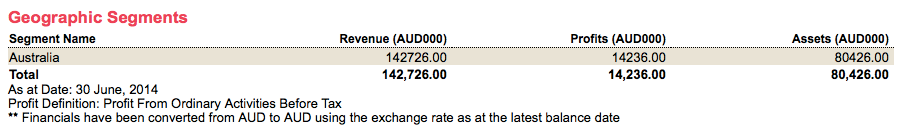 Geographic Segments
Segment Name Revenue (AUD000) Profits (AUD000) Assets (AUD000)
Australia 142726.00 14236.00 80426.00
Total 142,726.00 14,236.00 80,426.00
As at Date: 30 June, 2014
Profit Definition: Profit From Ordinary Activities Before Tax
** Financials have been converted from AUD to AUD using the exchange rate as at the latest balance date